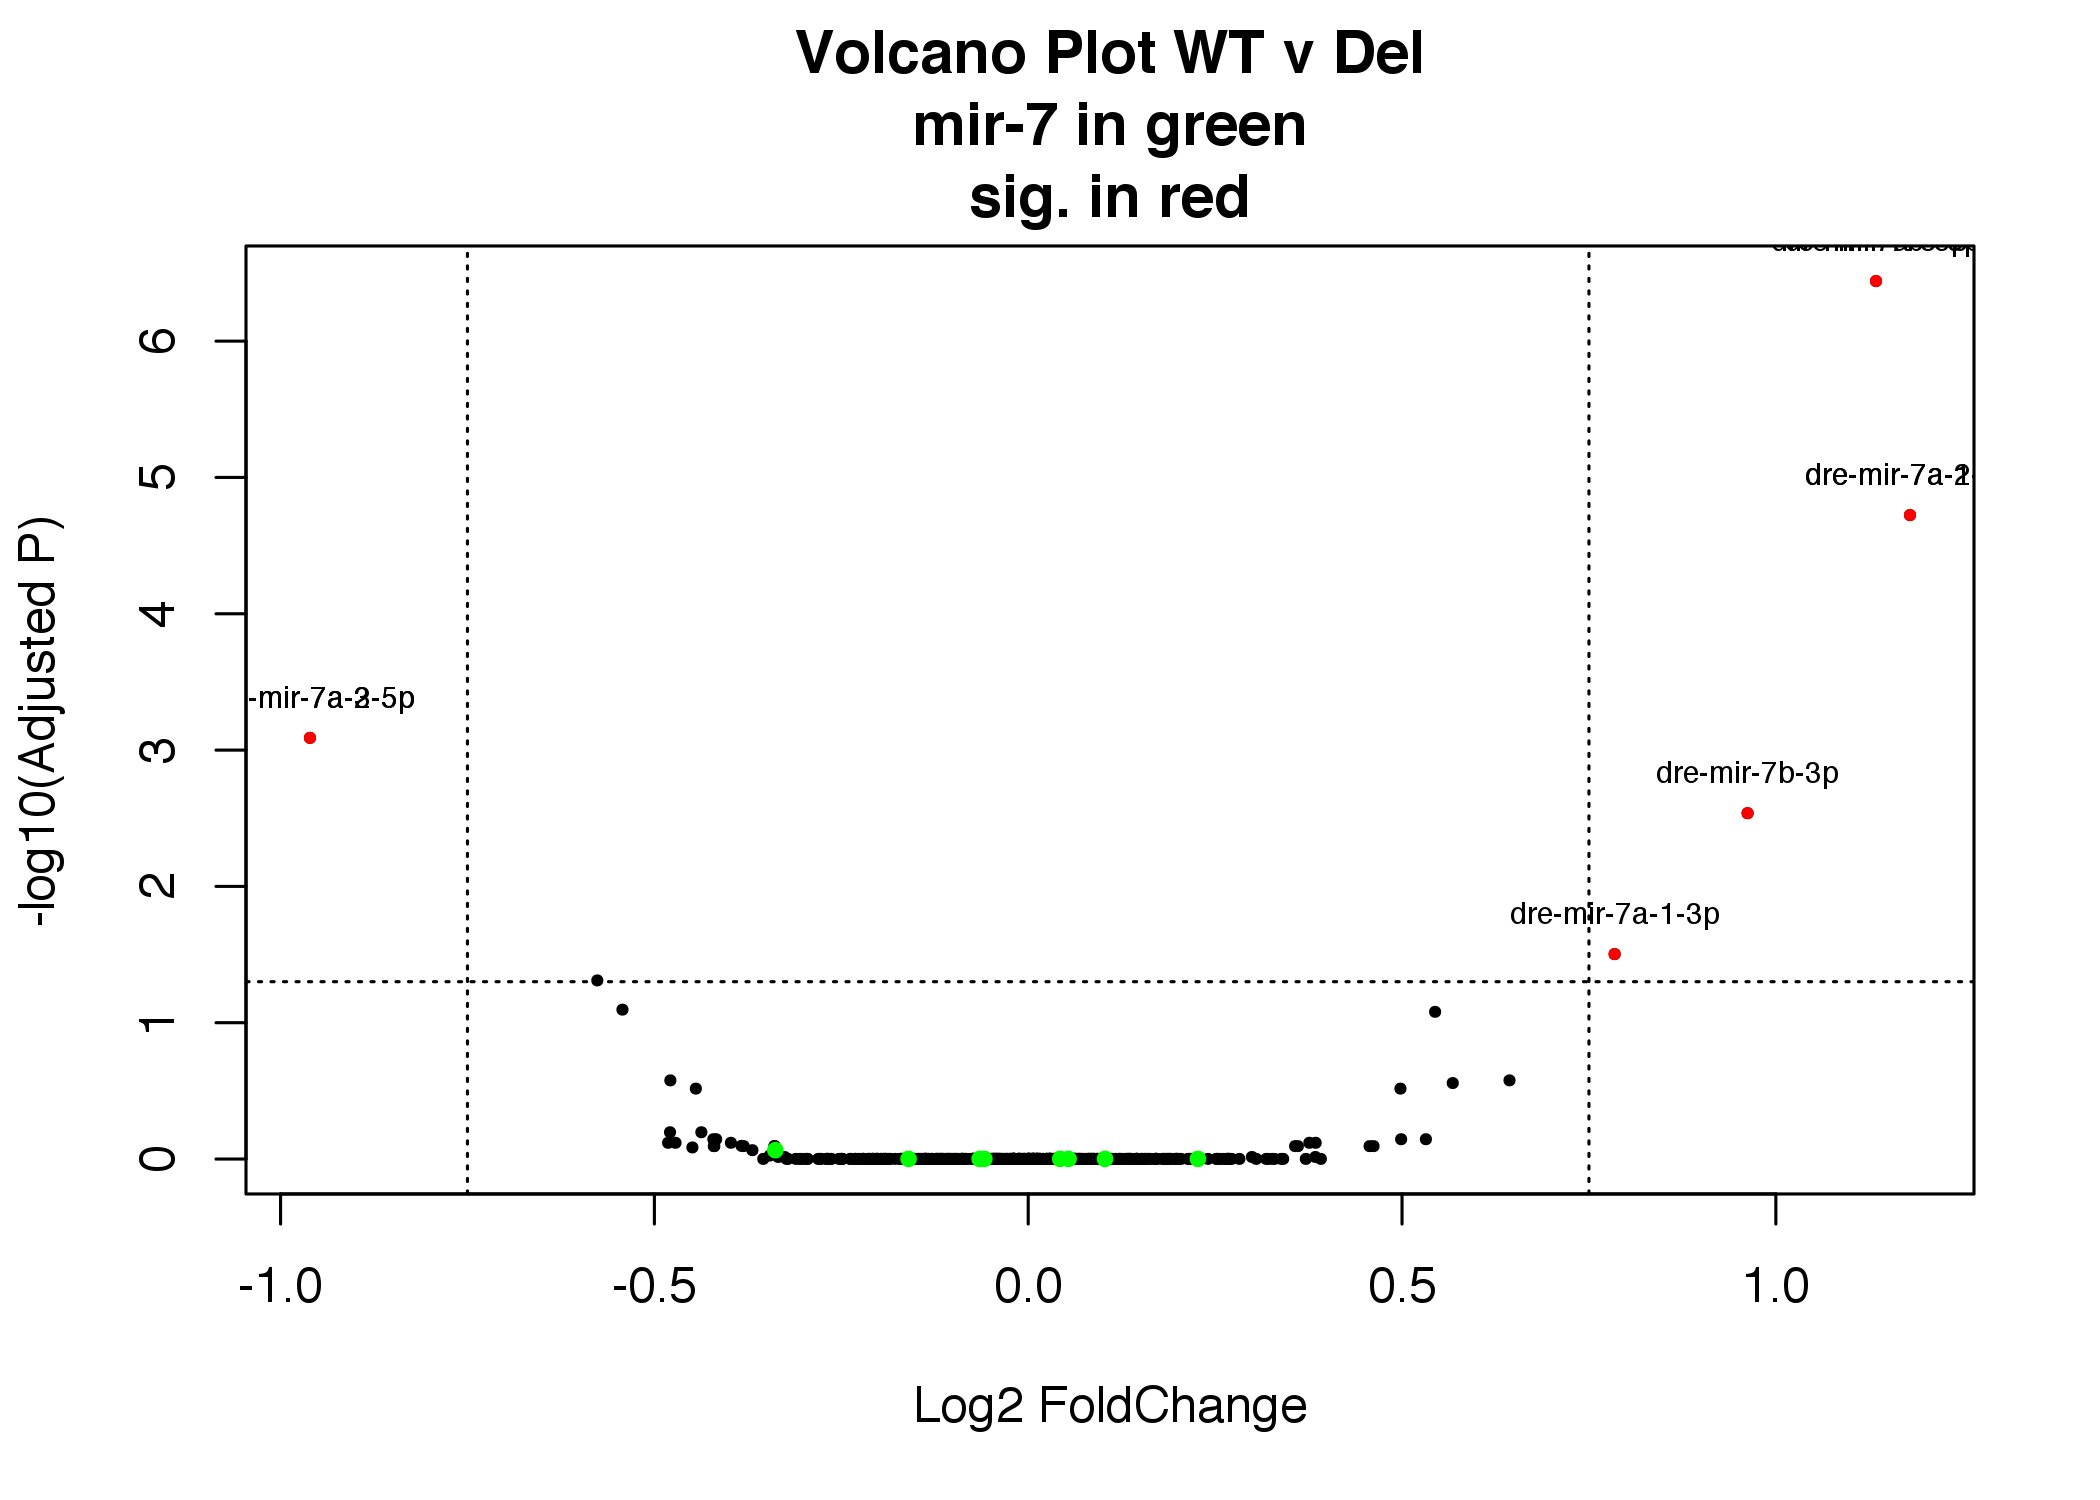 Volcano Plot WT v Del
mir-7 in green
sig. in red
-log10(Adjusted P)
6
5
4
3
2
1
0
dre-mir-7a-
-mir-7a- -5p
dre-mir-7b-3p
dre-mir-7a-1-3p
-1.0 -0.5 0.0 0.5 1.0
Log2 FoldChange